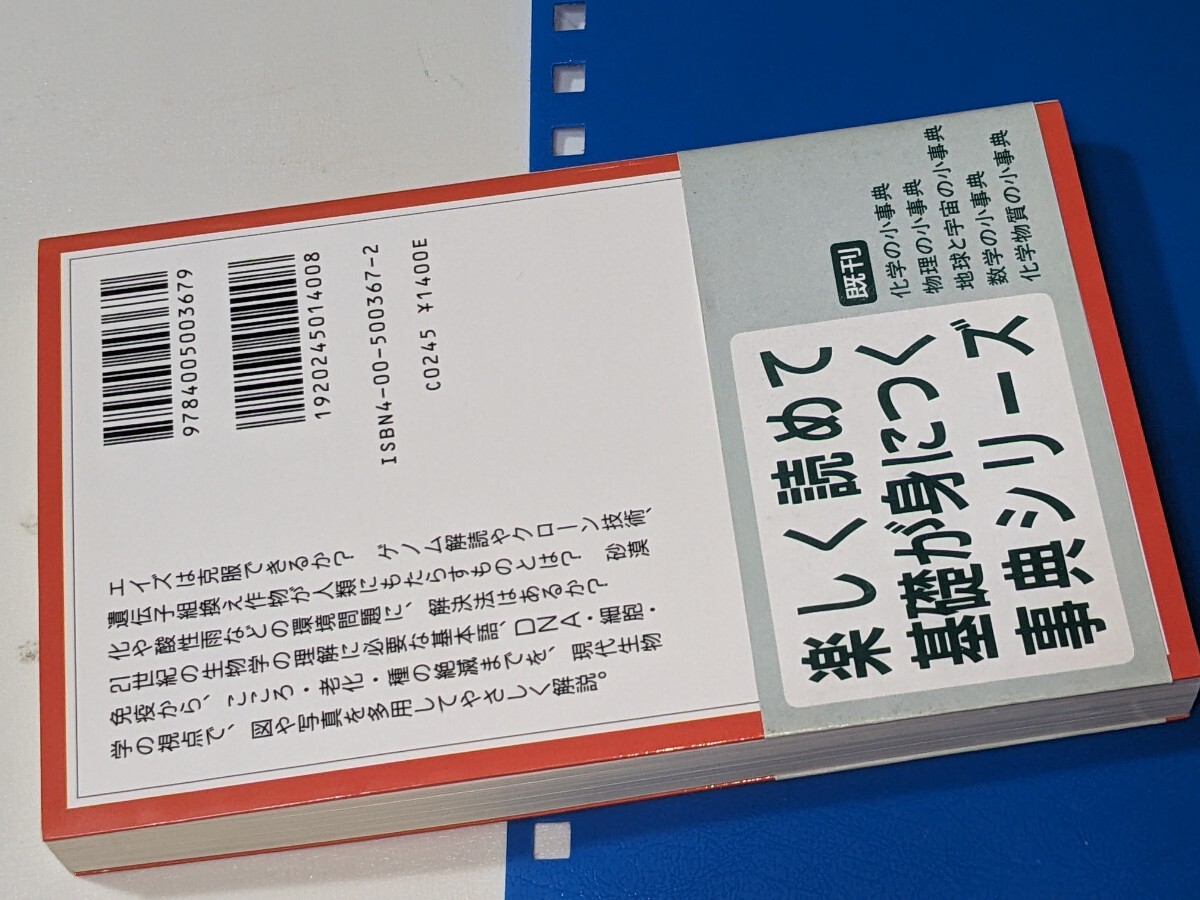 9784005003679
1920245014008
ISBN4-00-500367-2
C0245 ¥1400E
エイズは克服できるか？　ゲノム解読やクローン技術、
遺伝子組換え作物が人類にもたらすものとは？　砂漠
化や酸性雨などの環境問題に、解決法はあるか？
21世紀の生物学の理解に必要な基本語、DNA・細胞・
免疫から、こころ・老化・種の絶滅までを、現代生物
学の視点で、図や写真を多用してやさしく解説。
既刊
化学の小事典
物理の小事典
地球と宇宙の小事典
数学の小事典
化学物質の小事典
楽しく読めて
基礎が身につく
事典シリーズ